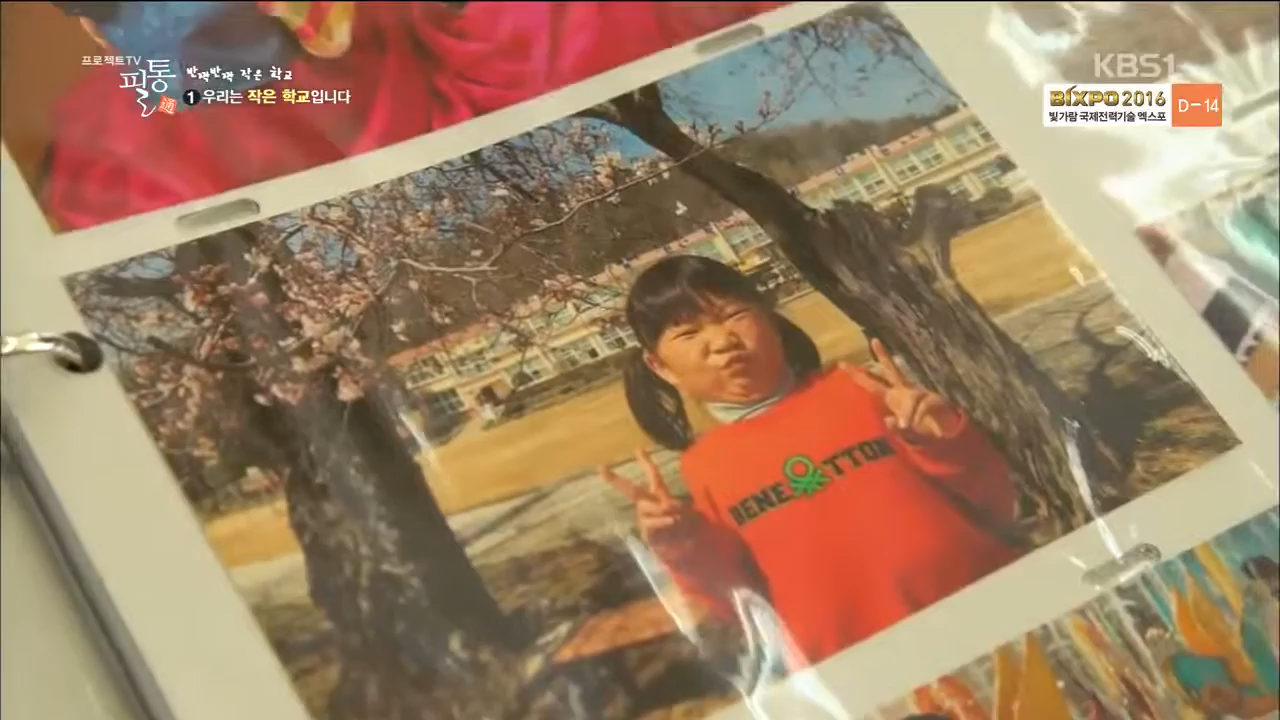 프로젝트TV
필통
通
반짝반짝 작은 학교
1 우리는 작은 학교입니다
KBS1
BIXPO 2016
빛가람 국제전력기술 엑스포
D-14
BENETTON